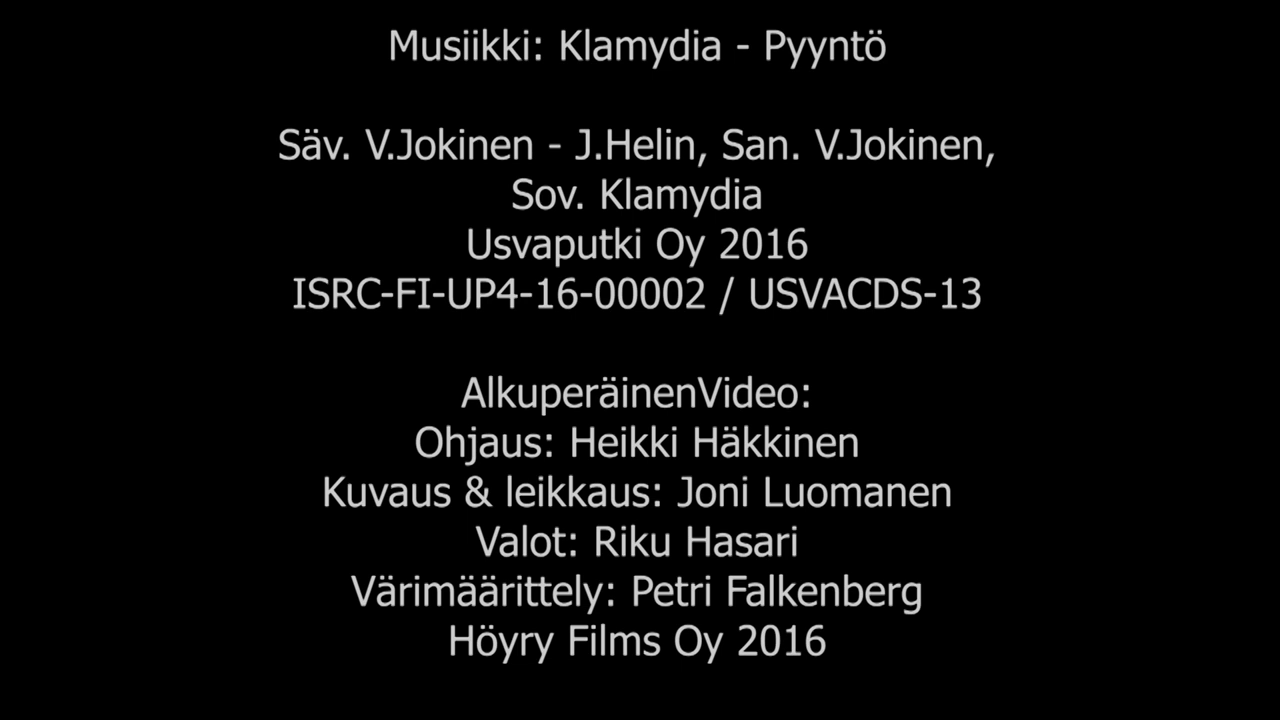 Musiikki: Klamydia - Pyyntö
Säv. V.Jokinen - J.Helin, San. V.Jokinen,
Sov. Klamydia
Usvaputki Oy 2016
ISRC-FI-UP4-16-00002 / USVACDS-13
AlkuperäinenVideo:
Ohjaus: Heikki Häkkinen
Kuvaus & leikkaus: Joni Luomanen
Valot: Riku Hasari
Värimäärittely: Petri Falkenberg
Höyry Films Oy 2016